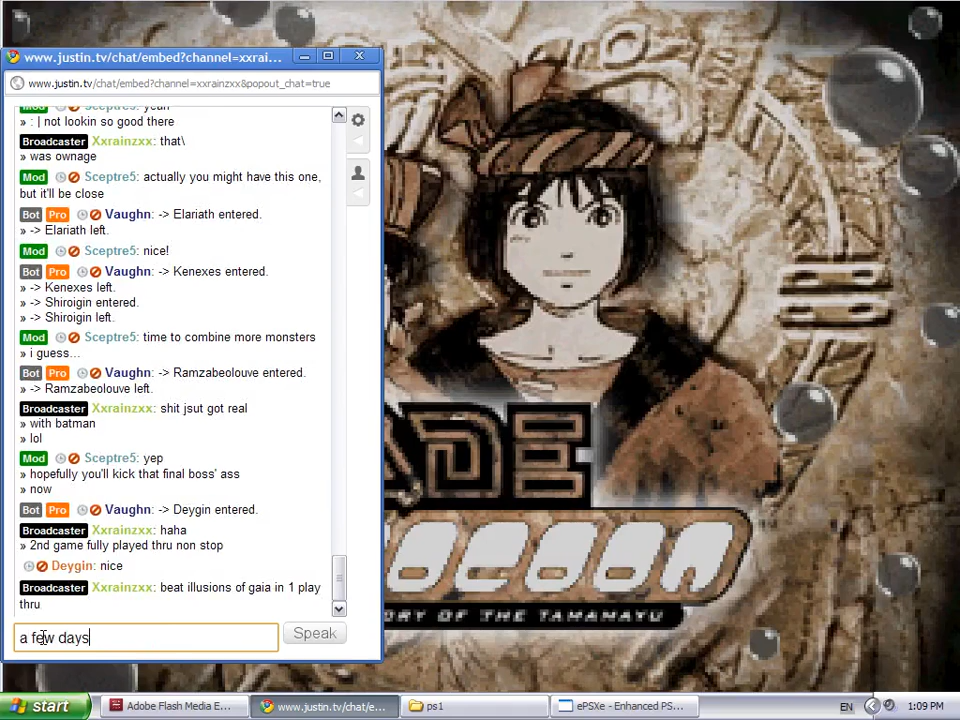 www.justin.tv/chat/embed?channel=xxrai...
www.justin.tv/chat/embed?channel=xxrainzxx&popout_chat=true
Mod Sceptre5: yeah
» : | not lookin so good there
Broadcaster Xxrainzxx: that\
» was ownage
Mod Sceptre5: actually you might have this one,
but it'll be close
Bot Pro Vaughn: -> Elariath entered.
» -> Elariath left.
Mod Sceptre5: nice!
Bot Pro Vaughn: -> Kenexes entered.
» -> Kenexes left.
» -> Shiroigin entered.
» -> Shiroigin left.
Mod Sceptre5: time to combine more monsters
» i guess...
Bot Pro Vaughn: -> Ramzabeolouve entered.
» -> Ramzabeolouve left.
Broadcaster Xxrainzxx: shit jsut got real
» with batman
» lol
Mod Sceptre5: yep
» hopefully you'll kick that final boss' ass
» now
Bot Pro Vaughn: -> Deygin entered.
Broadcaster Xxrainzxx: haha
» 2nd game fully played thru non stop
Deygin: nice
Broadcaster Xxrainzxx: beat illusions of gaia in 1 play
thru
a few days
Speak
ADE
OCOON
ORY OF THE TAMAMAYU
start
Adobe Flash Media E...
www.justin.tv/chat/e...
ps1
ePSXe - Enhanced PS...
EN
1:09 PM